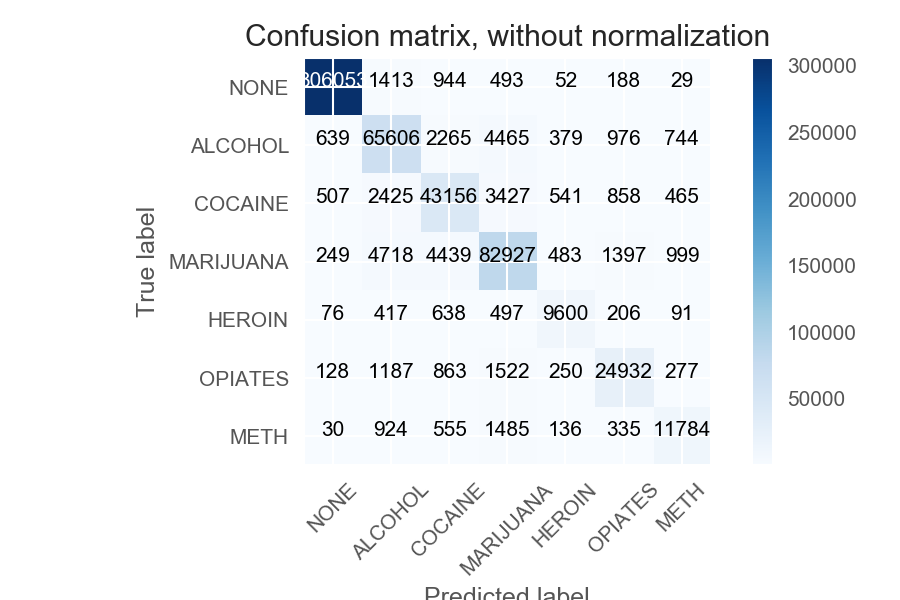 Confusion matrix, without normalization
NONE 306053 1413 944 493 52 188 29
ALCOHOL 639 65606 2265 4465 379 976 744
COCAINE 507 2425 43156 3427 541 858 465
MARIJUANA 249 4718 4439 82927 483 1397 999
HEROIN 76 417 638 497 9600 206 91
OPIATES 128 1187 863 1522 250 24932 277
METH 30 924 555 1485 136 335 11784
True label
NONE ALCOHOL COCAINE MARIJUANA HEROIN OPIATES METH
Predicted label
300000
250000
200000
150000
100000
50000